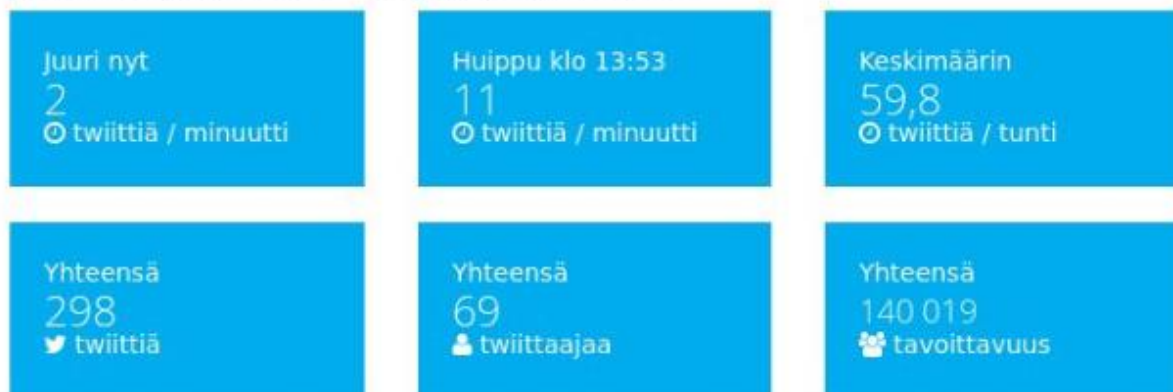 Juuri nyt
2
twiittiä / minuutti
Huippu klo 13:53
11
twiittiä / minuutti
Keskimäärin
59,8
twiittiä / tunti
Yhteensä
298
twiittiä
Yhteensä
69
twiittaajaa
Yhteensä
140 019
tavoittavuus